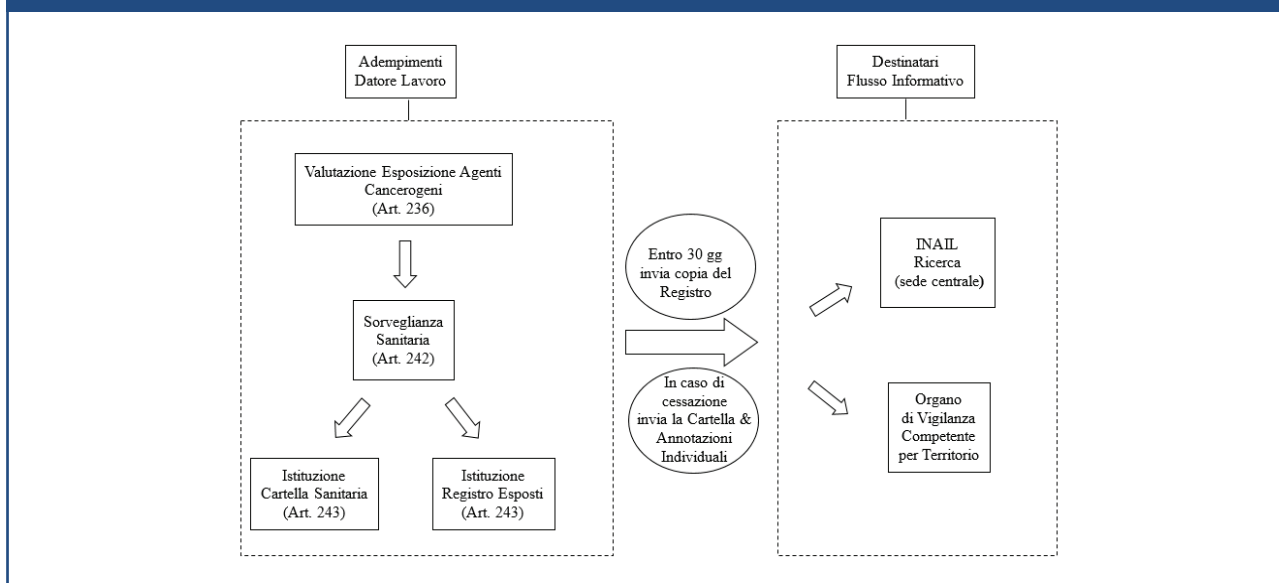 Adempimenti
Datore Lavoro
Destinatari
Flusso Informativo
Valutazione Esposizione Agenti
Cancerogeni
(Art. 236)
Sorveglianza
Sanitaria
(Art. 242)
Istituzione
Cartella Sanitaria
(Art. 243)
Istituzione
Registro Esposti
(Art. 243)
Entro 30 gg
invia copia del
Registro
In caso di
cessazione
invia la Cartella &
Annotazioni
Individuali
INAIL
Ricerca
(sede centrale)
Organo
di Vigilanza
Competente
per Territorio